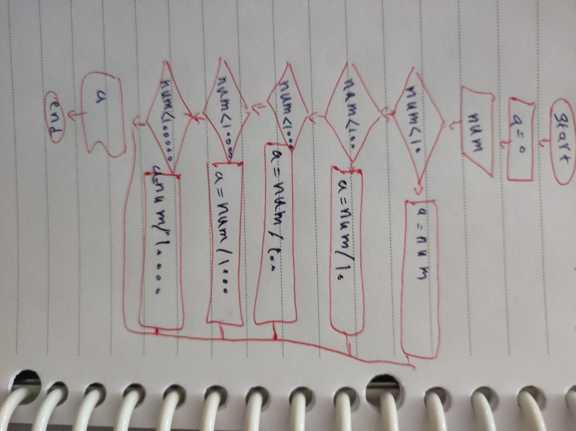 start
a = 0
num
num<10
a = num
num<100
a = num/10
num<1000
a = num/100
num<10000
a = num/1000
num<100000
a=num/10000
a
end